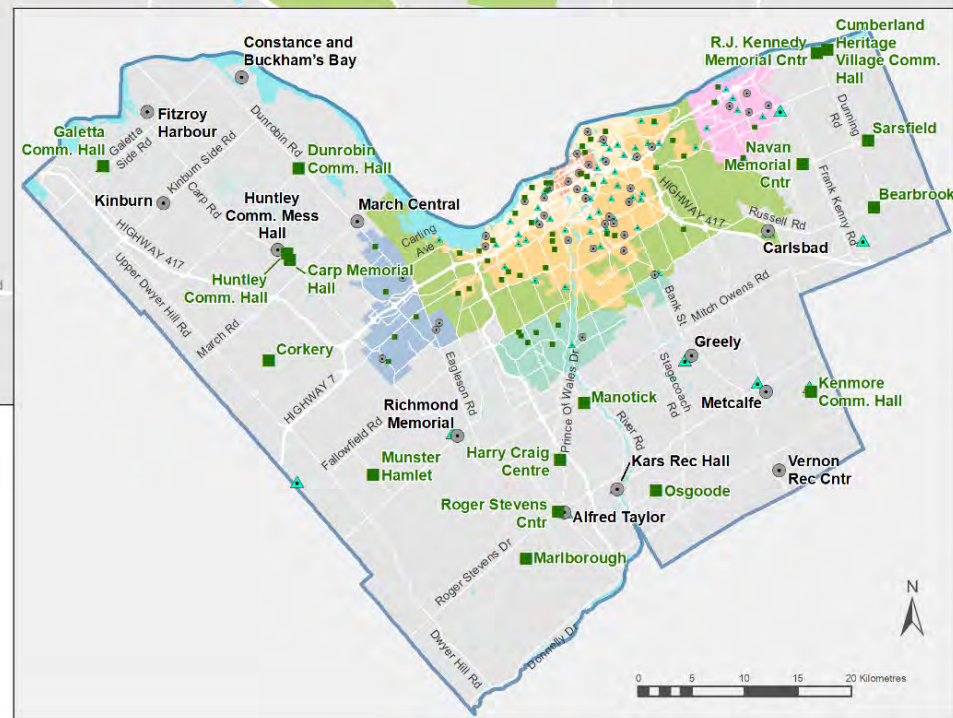 Constance and
Buckham's Bay
Cumberland
Heritage
Village Comm.
Hall
R.J. Kennedy
Memorial Cntr
Fitzroy
Harbour
Galetta
Comm. Hall
Galetta
Side Rd
Kinburn Side Rd
Dunrobin Rd
Dunrobin
Comm. Hall
Dunning
Rd
Sarsfield
Navan
Memorial
Cntr
Kinburn
Carp Rd
Huntley
Comm. Mess
Hall
March Central
Bearbrook
HIGHWAY 417
Russell Rd
Frank Kenny Rd
Carlsbad
Carling
Ave
HIGHWAY 417
Upper Dwyer Hill Rd
Huntley
Comm. Hall
Carp Memorial
Hall
March Rd
Bank St
Mitch Owens Rd
Corkery
HIGHWAY 7
Eagleson Rd
Prince Of Wales Dr
Greely
Stagecoach
Rd
Metcalfe
Kenmore
Comm. Hall
Manotick
Richmond
Memorial
Fallowfield Rd
River Rd
Harry Craig
Centre
Kars Rec Hall
Vernon
Rec Cntr
Munster
Hamlet
Osgoode
Roger Stevens
Cntr
Alfred Taylor
Marlborough
Roger Stevens Dr
Donnelly Dr
Dwyer Hill Rd
N
0 5 10 15 20 Kilometres